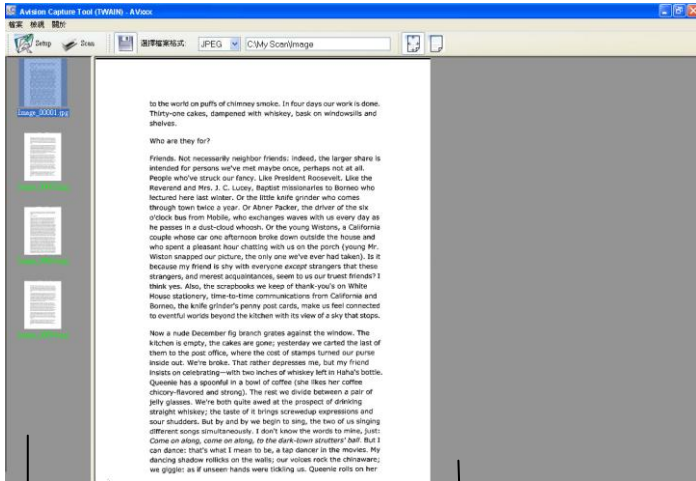 Avision Capture Tool (TWAIN) - AVxxx
檔案 檢視 關於
Setup Scan 選擇檔案格式: JPEG C:\My Scan\Image
Image_00001.jpg
to the world on puffs of chimney smoke. In four days our work is done.
Thirty-one cakes, dampened with whiskey, bask on windowsills and
shelves.
Who are they for?
Friends. Not necessarily neighbor friends: indeed, the larger share is
intended for persons we've met maybe once, perhaps not at all.
People who've struck our fancy. Like President Roosevelt. Like the
Reverend and Mrs. J. C. Lucey, Baptist missionaries to Borneo who
lectured here last winter. Or the little knife grinder who comes
through town twice a year. Or Abner Packer, the driver of the six
o'clock bus from Mobile, who exchanges waves with us every day as
he passes in a dust-cloud whoosh. Or the young Wistons, a California
couple whose car one afternoon broke down outside the house and
who spent a pleasant hour chatting with us on the porch (young Mr.
Wiston snapped our picture, the only one we've ever had taken). Is it
because my friend is shy with everyone except strangers that these
strangers, and merest acquaintances, seem to us our truest friends? I
think yes. Also, the scrapbooks we keep of thank-you's on White
House stationery, time-to-time communications from California and
Borneo, the knife grinder's penny post cards, make us feel connected
to eventful worlds beyond the kitchen with its view of a sky that stops.
Now a nude December fig branch grates against the window. The
kitchen is empty, the cakes are gone; yesterday we carted the last of
them to the post office, where the cost of stamps turned our purse
inside out. We're broke. That rather depresses me, but my friend
insists on celebrating—with two inches of whiskey left in Haha's bottle.
Queenie has a spoonful in a bowl of coffee (she likes her coffee
chicory-flavored and strong). The rest we divide between a pair of
jelly glasses. We're both quite awed at the prospect of drinking
straight whiskey; the taste of it brings screwedup expressions and
sour shudders. But by and by we begin to sing, the two of us singing
different songs simultaneously. I don't know the words to mine, just:
Come on along, come on along, to the dark-town strutters' ball. But I
can dance: that's what I mean to be, a tap dancer in the movies. My
dancing shadow rollicks on the walls; our voices rock the chinaware;
we giggle: as if unseen hands were tickling us. Queenie rolls on her